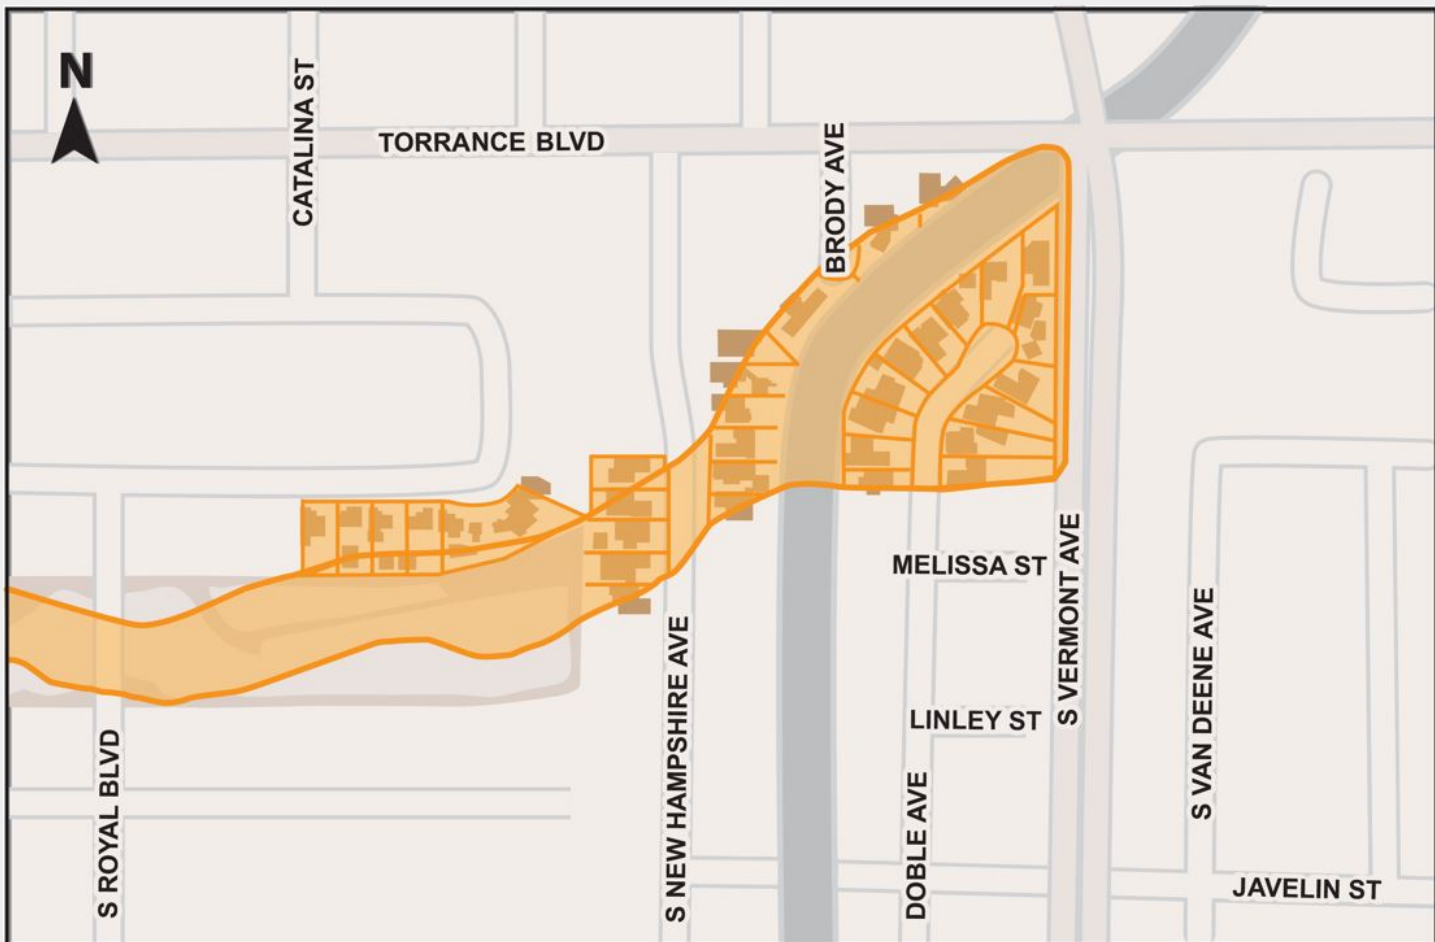 N
CATALINA ST
TORRANCE BLVD
BRODY AVE
MELISSA ST
S VERMONT AVE
S VAN DEENE AVE
S NEW HAMPSHIRE AVE
LINLEY ST
S ROYAL BLVD
DOBLE AVE
JAVELIN ST